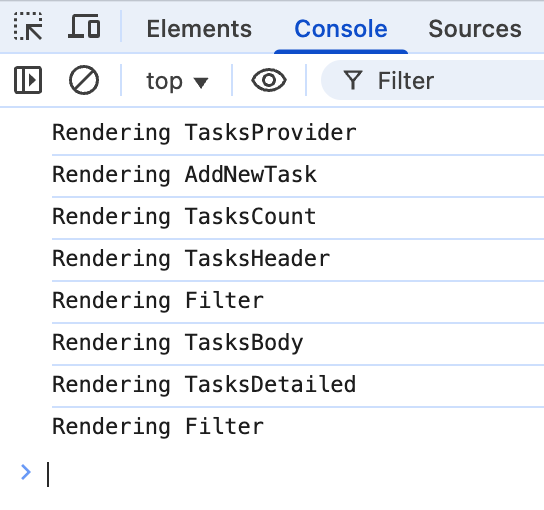 Elements Console Sources
top Filter
Rendering TasksProvider
Rendering AddNewTask
Rendering TasksCount
Rendering TasksHeader
Rendering Filter
Rendering TasksBody
Rendering TasksDetailed
Rendering Filter